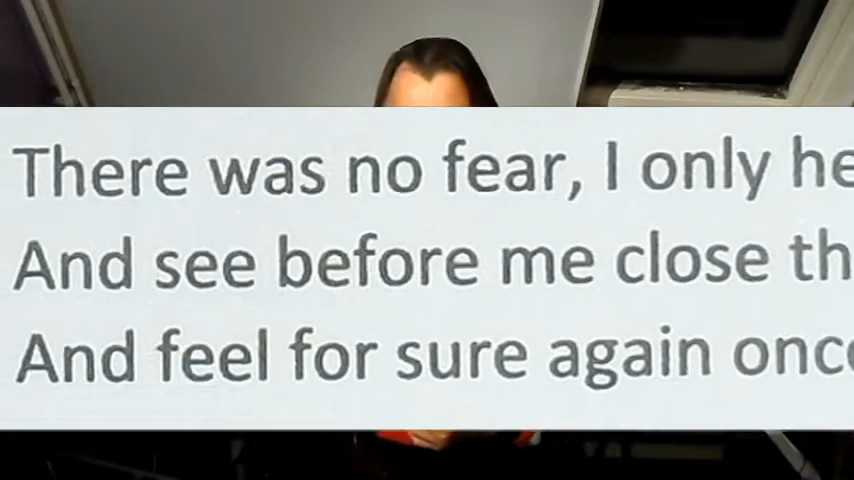 There was no fear, I only he
And see before me close th
And feel for sure again onc